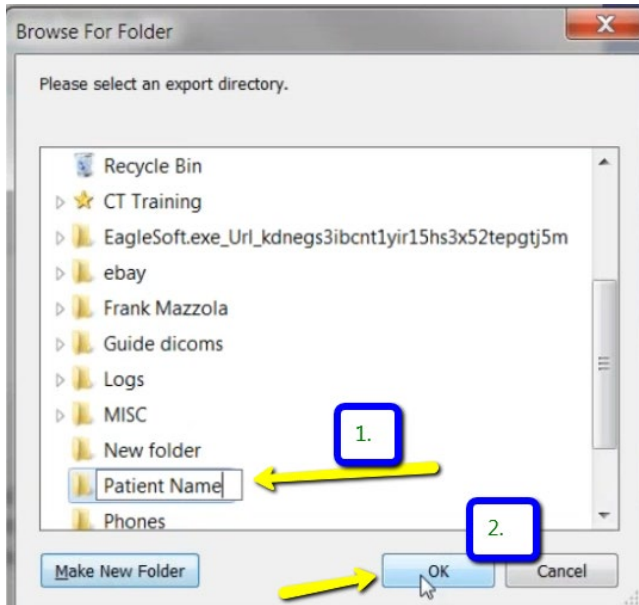 Browse For Folder
X
Please select an export directory.
Recycle Bin
CT Training
EagleSoft.exe_Url_kdnegs3ibcnt1yir15hs3x52tepgtj5m
ebay
Frank Mazzola
Guide dicoms
Logs
MISC
1.
New folder
Patient Name
Phones
2.
Make New Folder
OK
Cancel